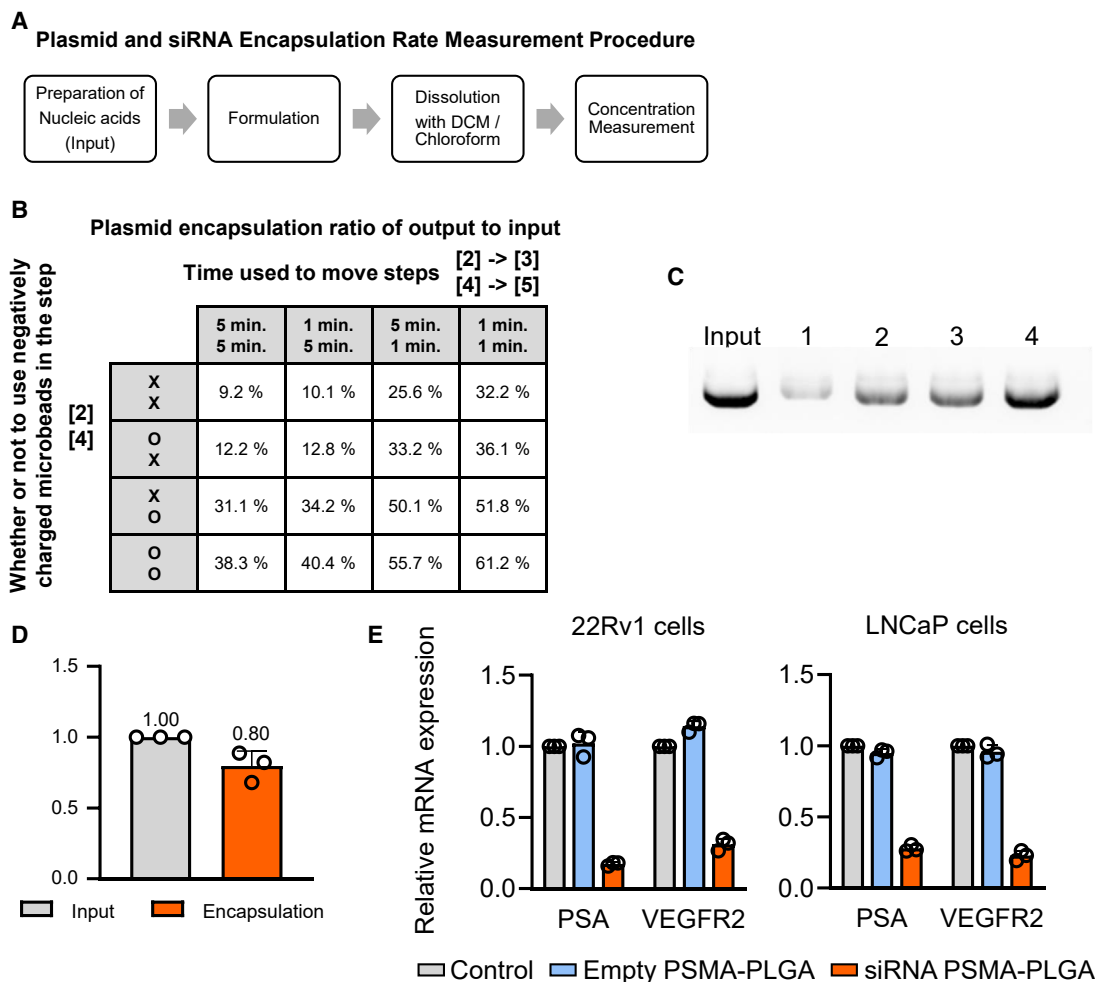 A
Plasmid and siRNA Encapsulation Rate Measurement Procedure
Preparation of
Nucleic acids
(Input)
Formulation
Dissolution
with DCM /
Chloroform
Concentration
Measurement
B
Plasmid encapsulation ratio of output to input
Time used to move steps
[2] -> [3]
[4] -> [5]
Whether or not to use negatively
charged microbeads in the step
[2]
[4]
5 min. 1 min. 5 min. 1 min.
5 min. 5 min. 1 min. 1 min.
X
X
9.2 % 10.1 % 25.6 % 32.2 %
O
X
12.2 % 12.8 % 33.2 % 36.1 %
X
O
31.1 % 34.2 % 50.1 % 51.8 %
O
O
38.3 % 40.4 % 55.7 % 61.2 %
C
Input 1 2 3 4
D
1.5
1.0
0.5
0.0
1.00
0.80
Input Encapsulation
E
Relative mRNA expression
22Rv1 cells
1.5
1.0
0.5
0.0
PSA VEGFR2
LNCaP cells
1.5
1.0
0.5
0.0
PSA VEGFR2
Control Empty PSMA-PLGA siRNA PSMA-PLGA